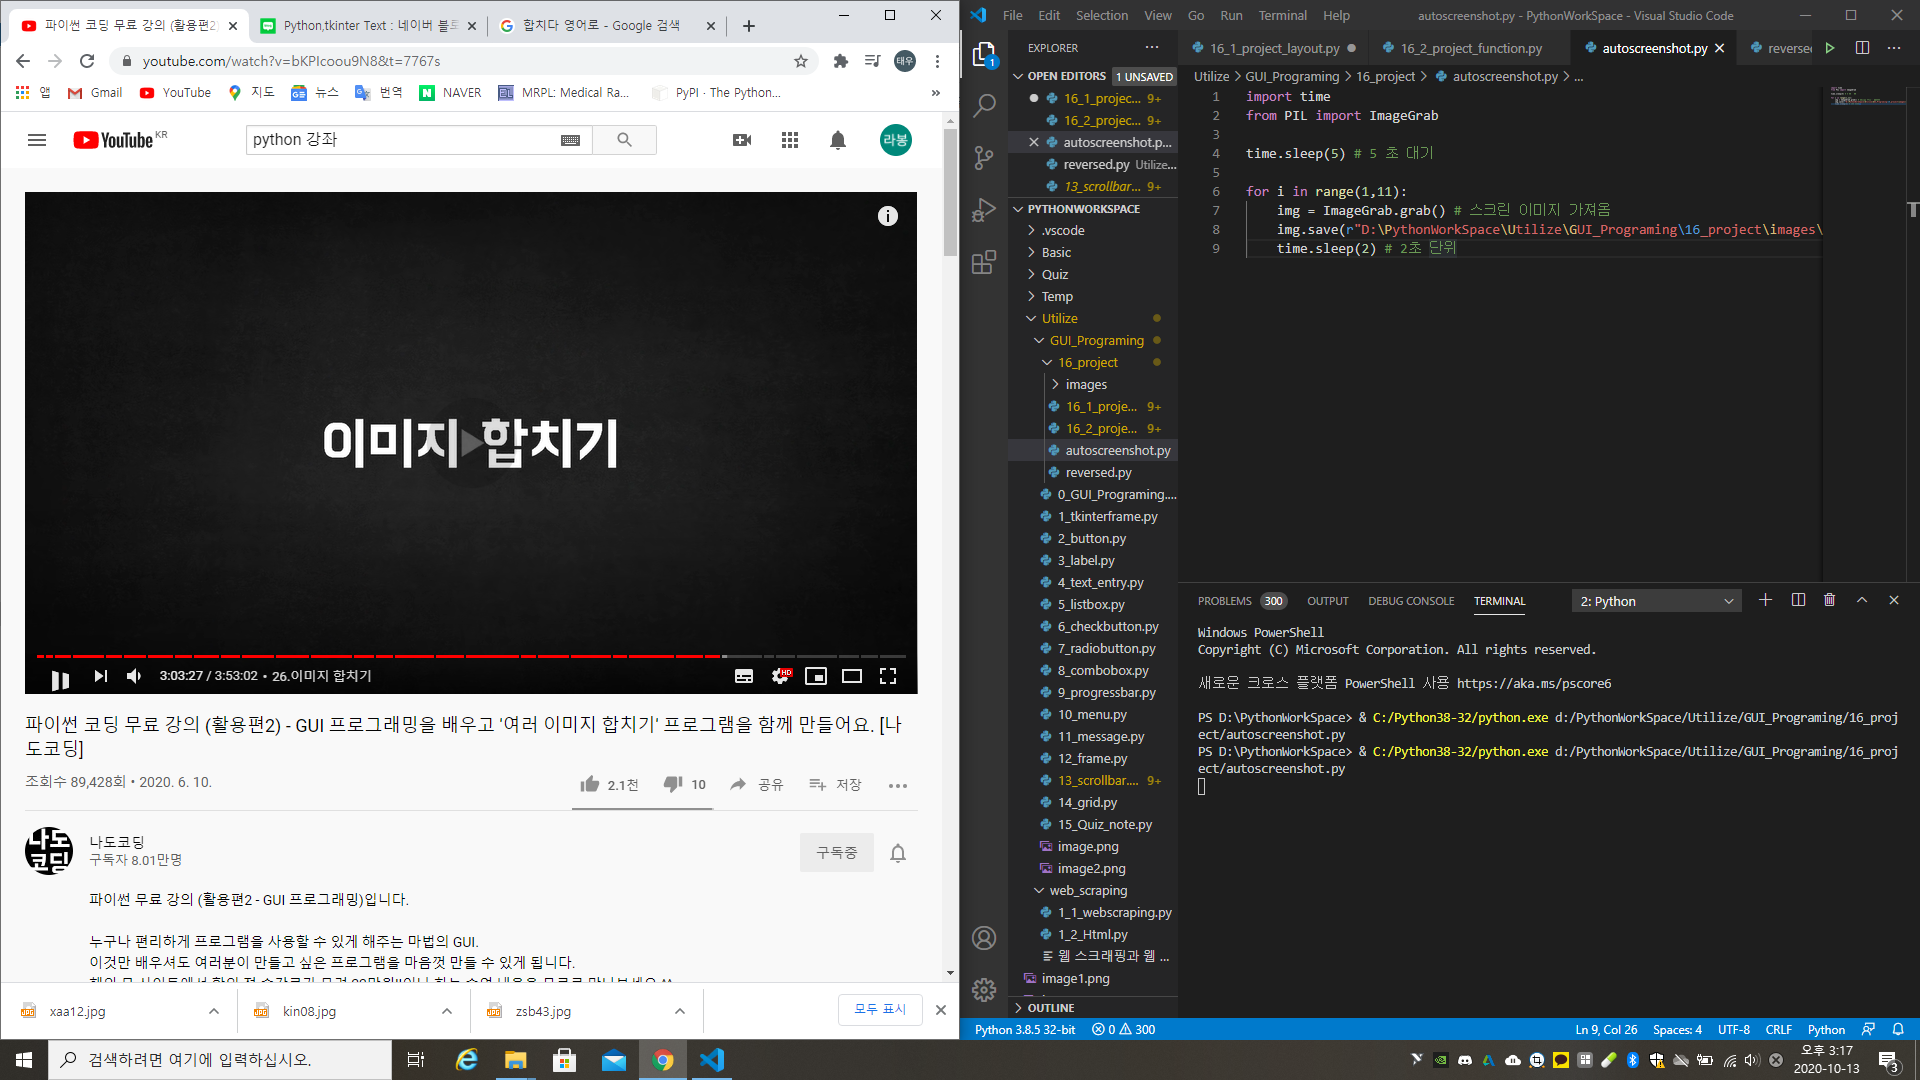 파이썬 코딩 무료 강의 (활용편2)
Python,tkinter Text : 네이버 블로
합치다 영어로 - Google 검색
youtube.com/watch?v=bKPIcoou9N8&t=7767s
태우
앱
Gmail
YouTube
지도
뉴스
번역
NAVER
MRPL: Medical Ra...
PyPI · The Python...
»
YouTube KR
python 강좌
라봉
이미지 합치기
3:03:27 / 3:53:02 • 26.이미지 합치기
HD
파이썬 코딩 무료 강의 (활용편2) - GUI 프로그래밍을 배우고 '여러 이미지 합치기' 프로그램을 함께 만들어요. [나
도코딩]
조회수 89,428회 • 2020. 6. 10.
2.1천
10
공유
저장
나도
코딩
나도코딩
구독자 8.01만명
구독중
파이썬 무료 강의 (활용편2 - GUI 프로그래밍)입니다.
누구나 편리하게 프로그램을 사용할 수 있게 해주는 마법의 GUI.
이것만 배우셔도 여러분이 만들고 싶은 프로그램을 마음껏 만들 수 있게 됩니다.
xaa12.jpg
kin08.jpg
zsb43.jpg
모두 표시
File Edit Selection View Go Run Terminal Help
autoscreenshot.py - PythonWorkSpace - Visual Studio Code
1
EXPLORER
OPEN EDITORS 1 UNSAVED
16_1_projec... 9+
16_2_projec... 9+
autoscreenshot.p...
reversed.py Utilize...
13_scrollbar... 9+
PYTHONWORKSPACE
.vscode
Basic
Quiz
Temp
Utilize
GUI_Programing
16_project
images
16_1_proje... 9+
16_2_proje... 9+
autoscreenshot.py
reversed.py
0_GUI_Programing....
1_tkinterframe.py
2_button.py
3_label.py
4_text_entry.py
5_listbox.py
6_checkbutton.py
7_radiobutton.py
8_combobox.py
9_progressbar.py
10_menu.py
11_message.py
12_frame.py
13_scrollbar.... 9+
14_grid.py
15_Quiz_note.py
image.png
image2.png
web_scraping
1_1_webscraping.py
1_2_Html.py
웹 스크래핑과 웹 ...
image1.png
OUTLINE
16_1_project_layout.py
16_2_project_function.py
autoscreenshot.py
reversed
Utilize > GUI_Programing > 16_project > autoscreenshot.py > ...
1 import time
2 from PIL import ImageGrab
3
4 time.sleep(5) # 5 초 대기
5
6 for i in range(1,11):
7 img = ImageGrab.grab() # 스크린 이미지 가져옴
8 img.save(r"D:\PythonWorkSpace\Utilize\GUI_Programing\16_project\images\
9 time.sleep(2) # 2초 단위
PROBLEMS 300 OUTPUT DEBUG CONSOLE TERMINAL
2: Python
Windows PowerShell
Copyright (C) Microsoft Corporation. All rights reserved.
새로운 크로스 플랫폼 PowerShell 사용 https://aka.ms/pscore6
PS D:\PythonWorkSpace> & C:/Python38-32/python.exe d:/PythonWorkSpace/Utilize/GUI_Programing/16_proj
ect/autoscreenshot.py
PS D:\PythonWorkSpace> & C:/Python38-32/python.exe d:/PythonWorkSpace/Utilize/GUI_Programing/16_proj
ect/autoscreenshot.py
Python 3.8.5 32-bit
0 300
Ln 9, Col 26
Spaces: 4
UTF-8
CRLF
Python
검색하려면 여기에 입력하십시오.
오후 3:17
2020-10-13
3